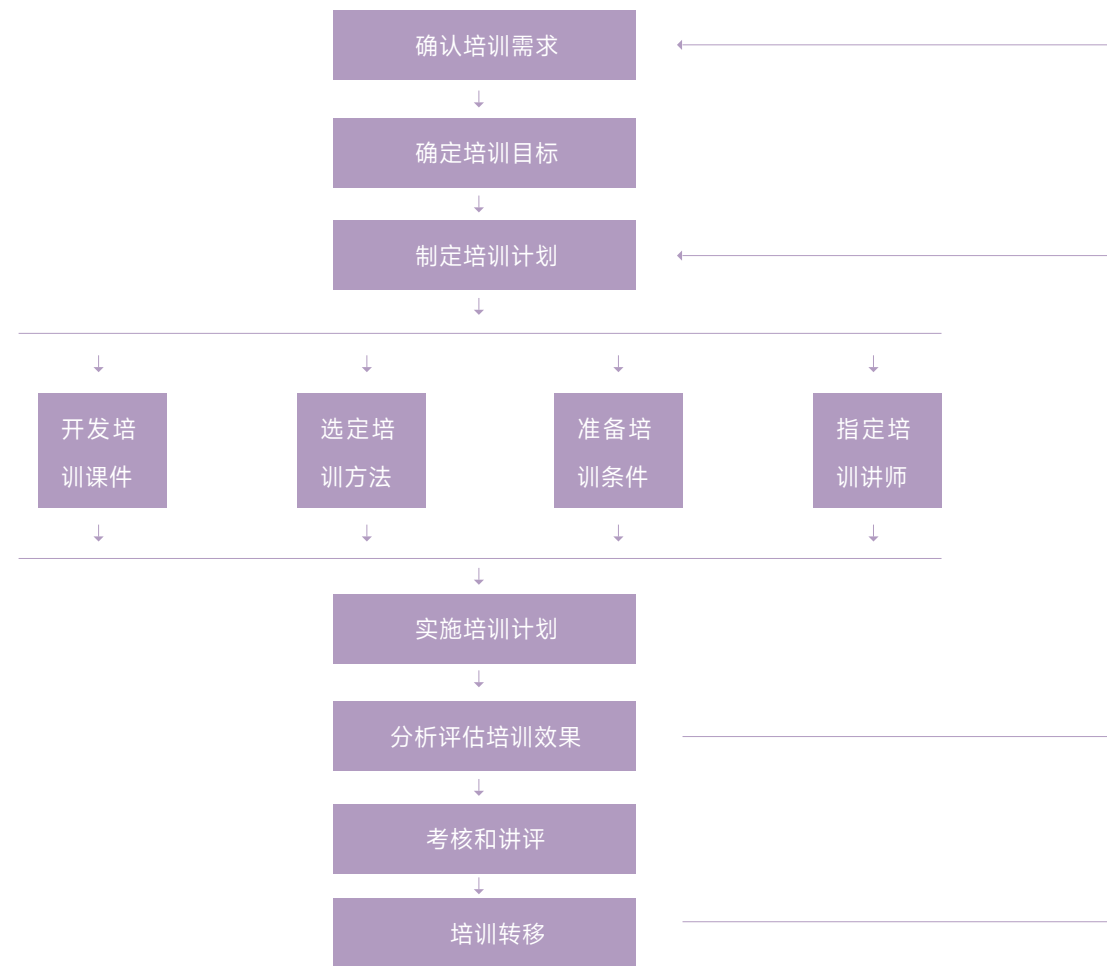 确认培训需求
确定培训目标
制定培训计划
开发培
训课件
选定培
训方法
准备培
训条件
指定培
训讲师
实施培训计划
分析评估培训效果
考核和讲评
培训转移